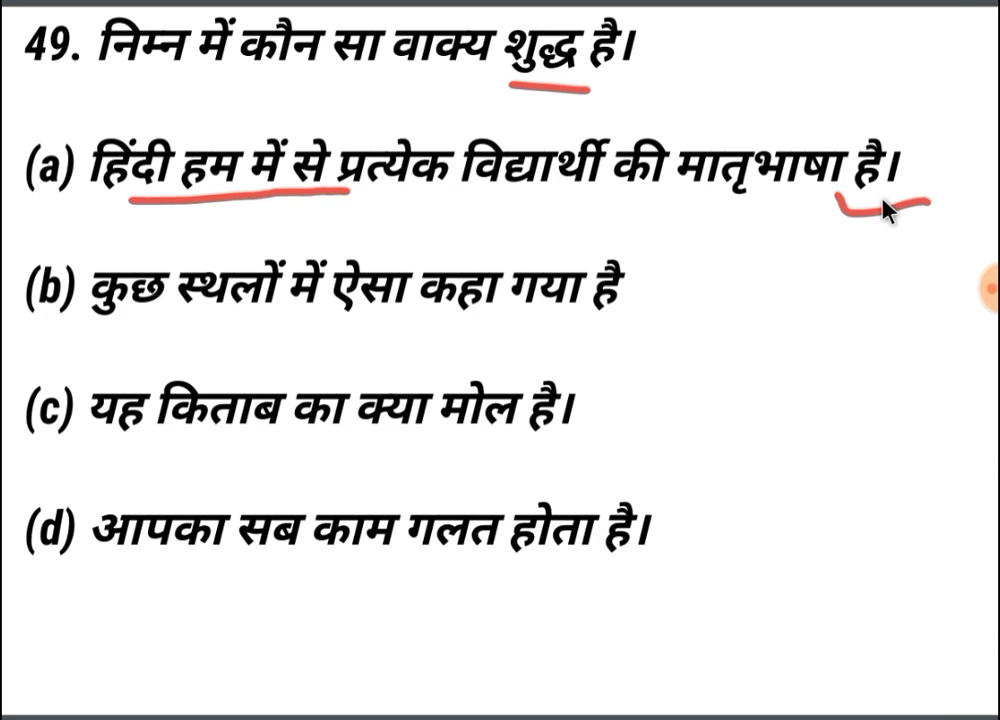 49. निम्न में कौन सा वाक्य शुद्ध है।
(a) हिंदी हम में से प्रत्येक विद्यार्थी की मातृभाषा है।
(b) कुछ स्थलों में ऐसा कहा गया है
(c) यह किताब का क्या मोल है।
(d) आपका सब काम गलत होता है।